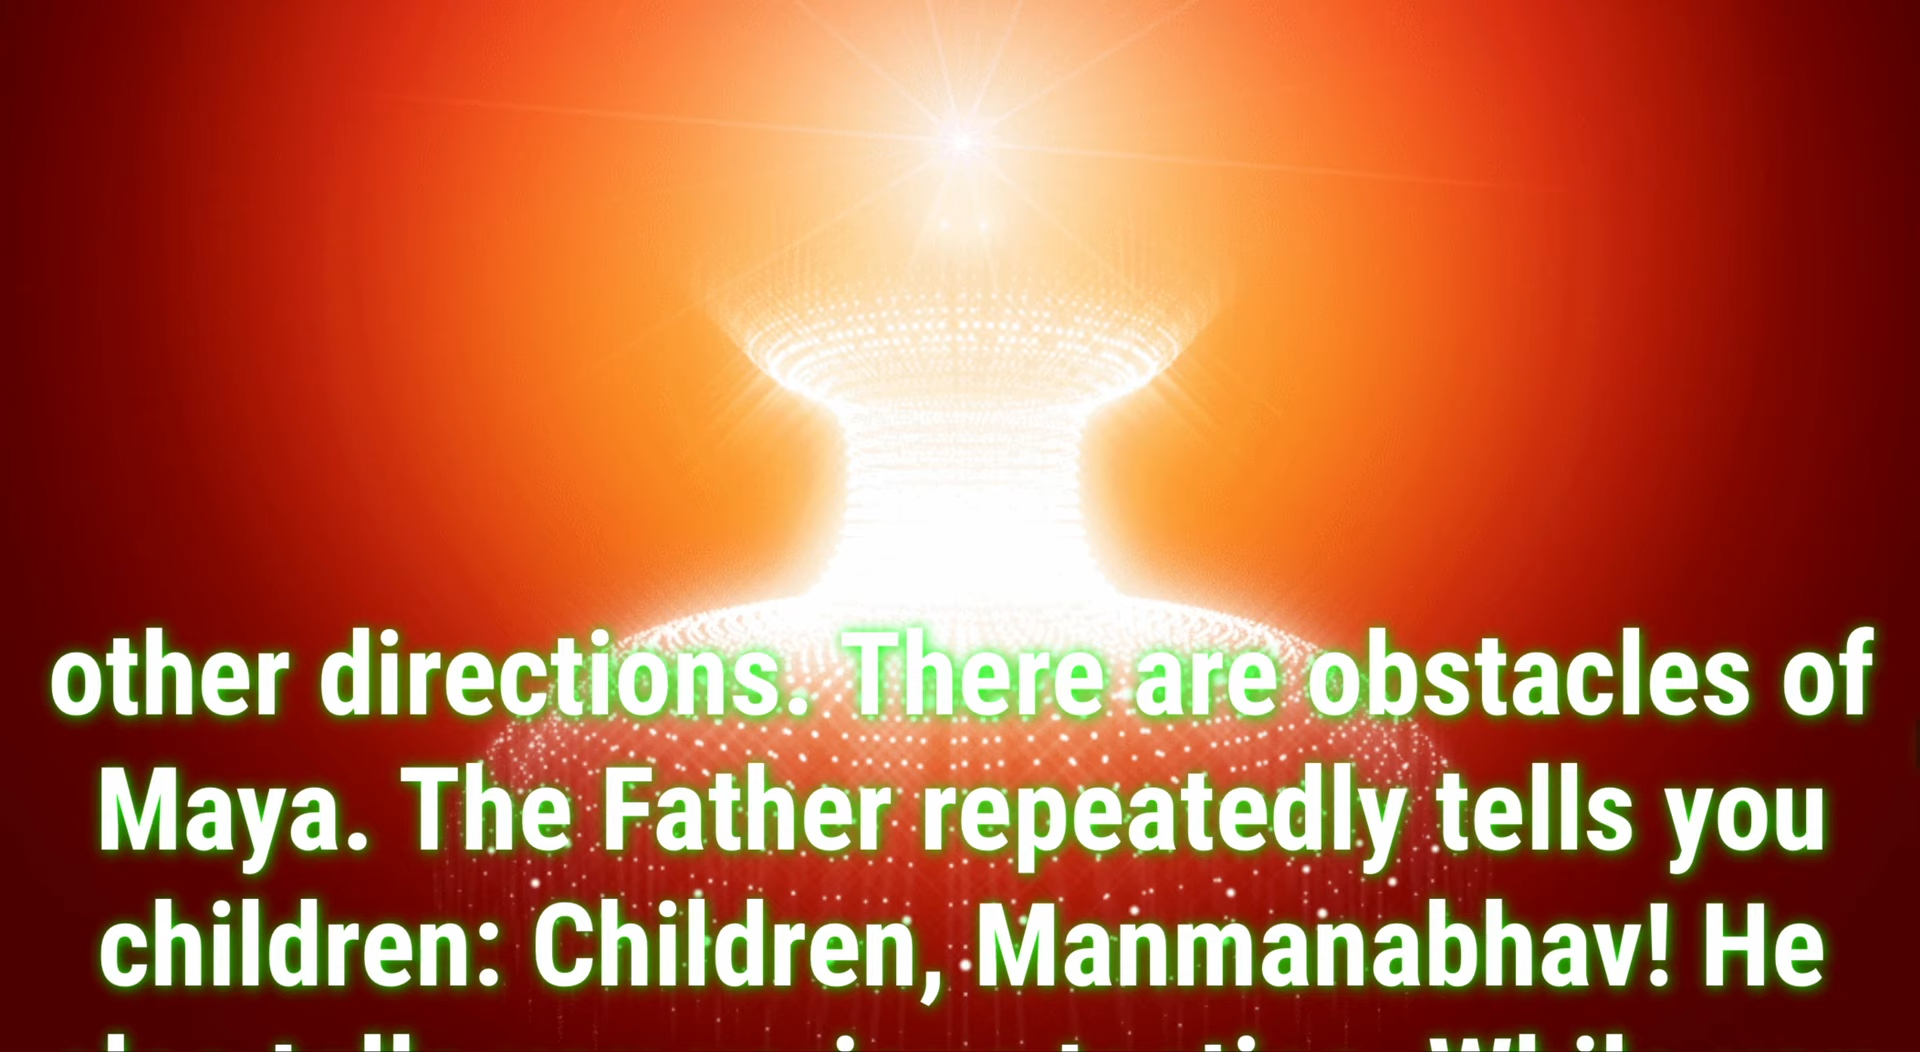 other directions. There are obstacles of
Maya. The Father repeatedly tells you
children: Children, Manmanabhav! He